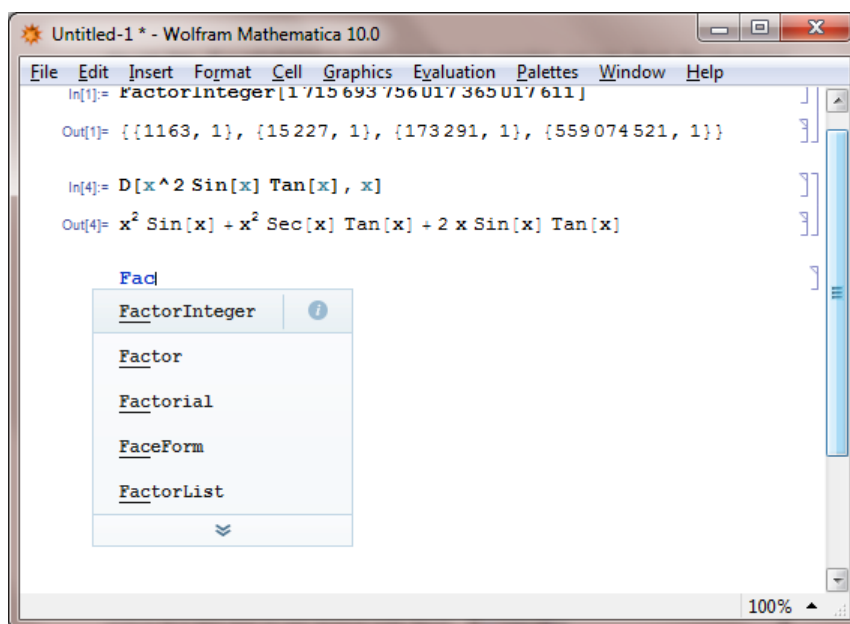 Untitled-1 * - Wolfram Mathematica 10.0
File Edit Insert Format Cell Graphics Evaluation Palettes Window Help
In[1]:= FactorInteger[1 715 693 756 017 365 017 611]
Out[1]= {{1163, 1}, {15 227, 1}, {173 291, 1}, {559 074 521, 1}}
In[4]:= D[x^2 Sin[x] Tan[x], x]
Out[4]= x² Sin[x] + x² Sec[x] Tan[x] + 2 x Sin[x] Tan[x]
Fac
FactorInteger
Factor
Factorial
FaceForm
FactorList
100%